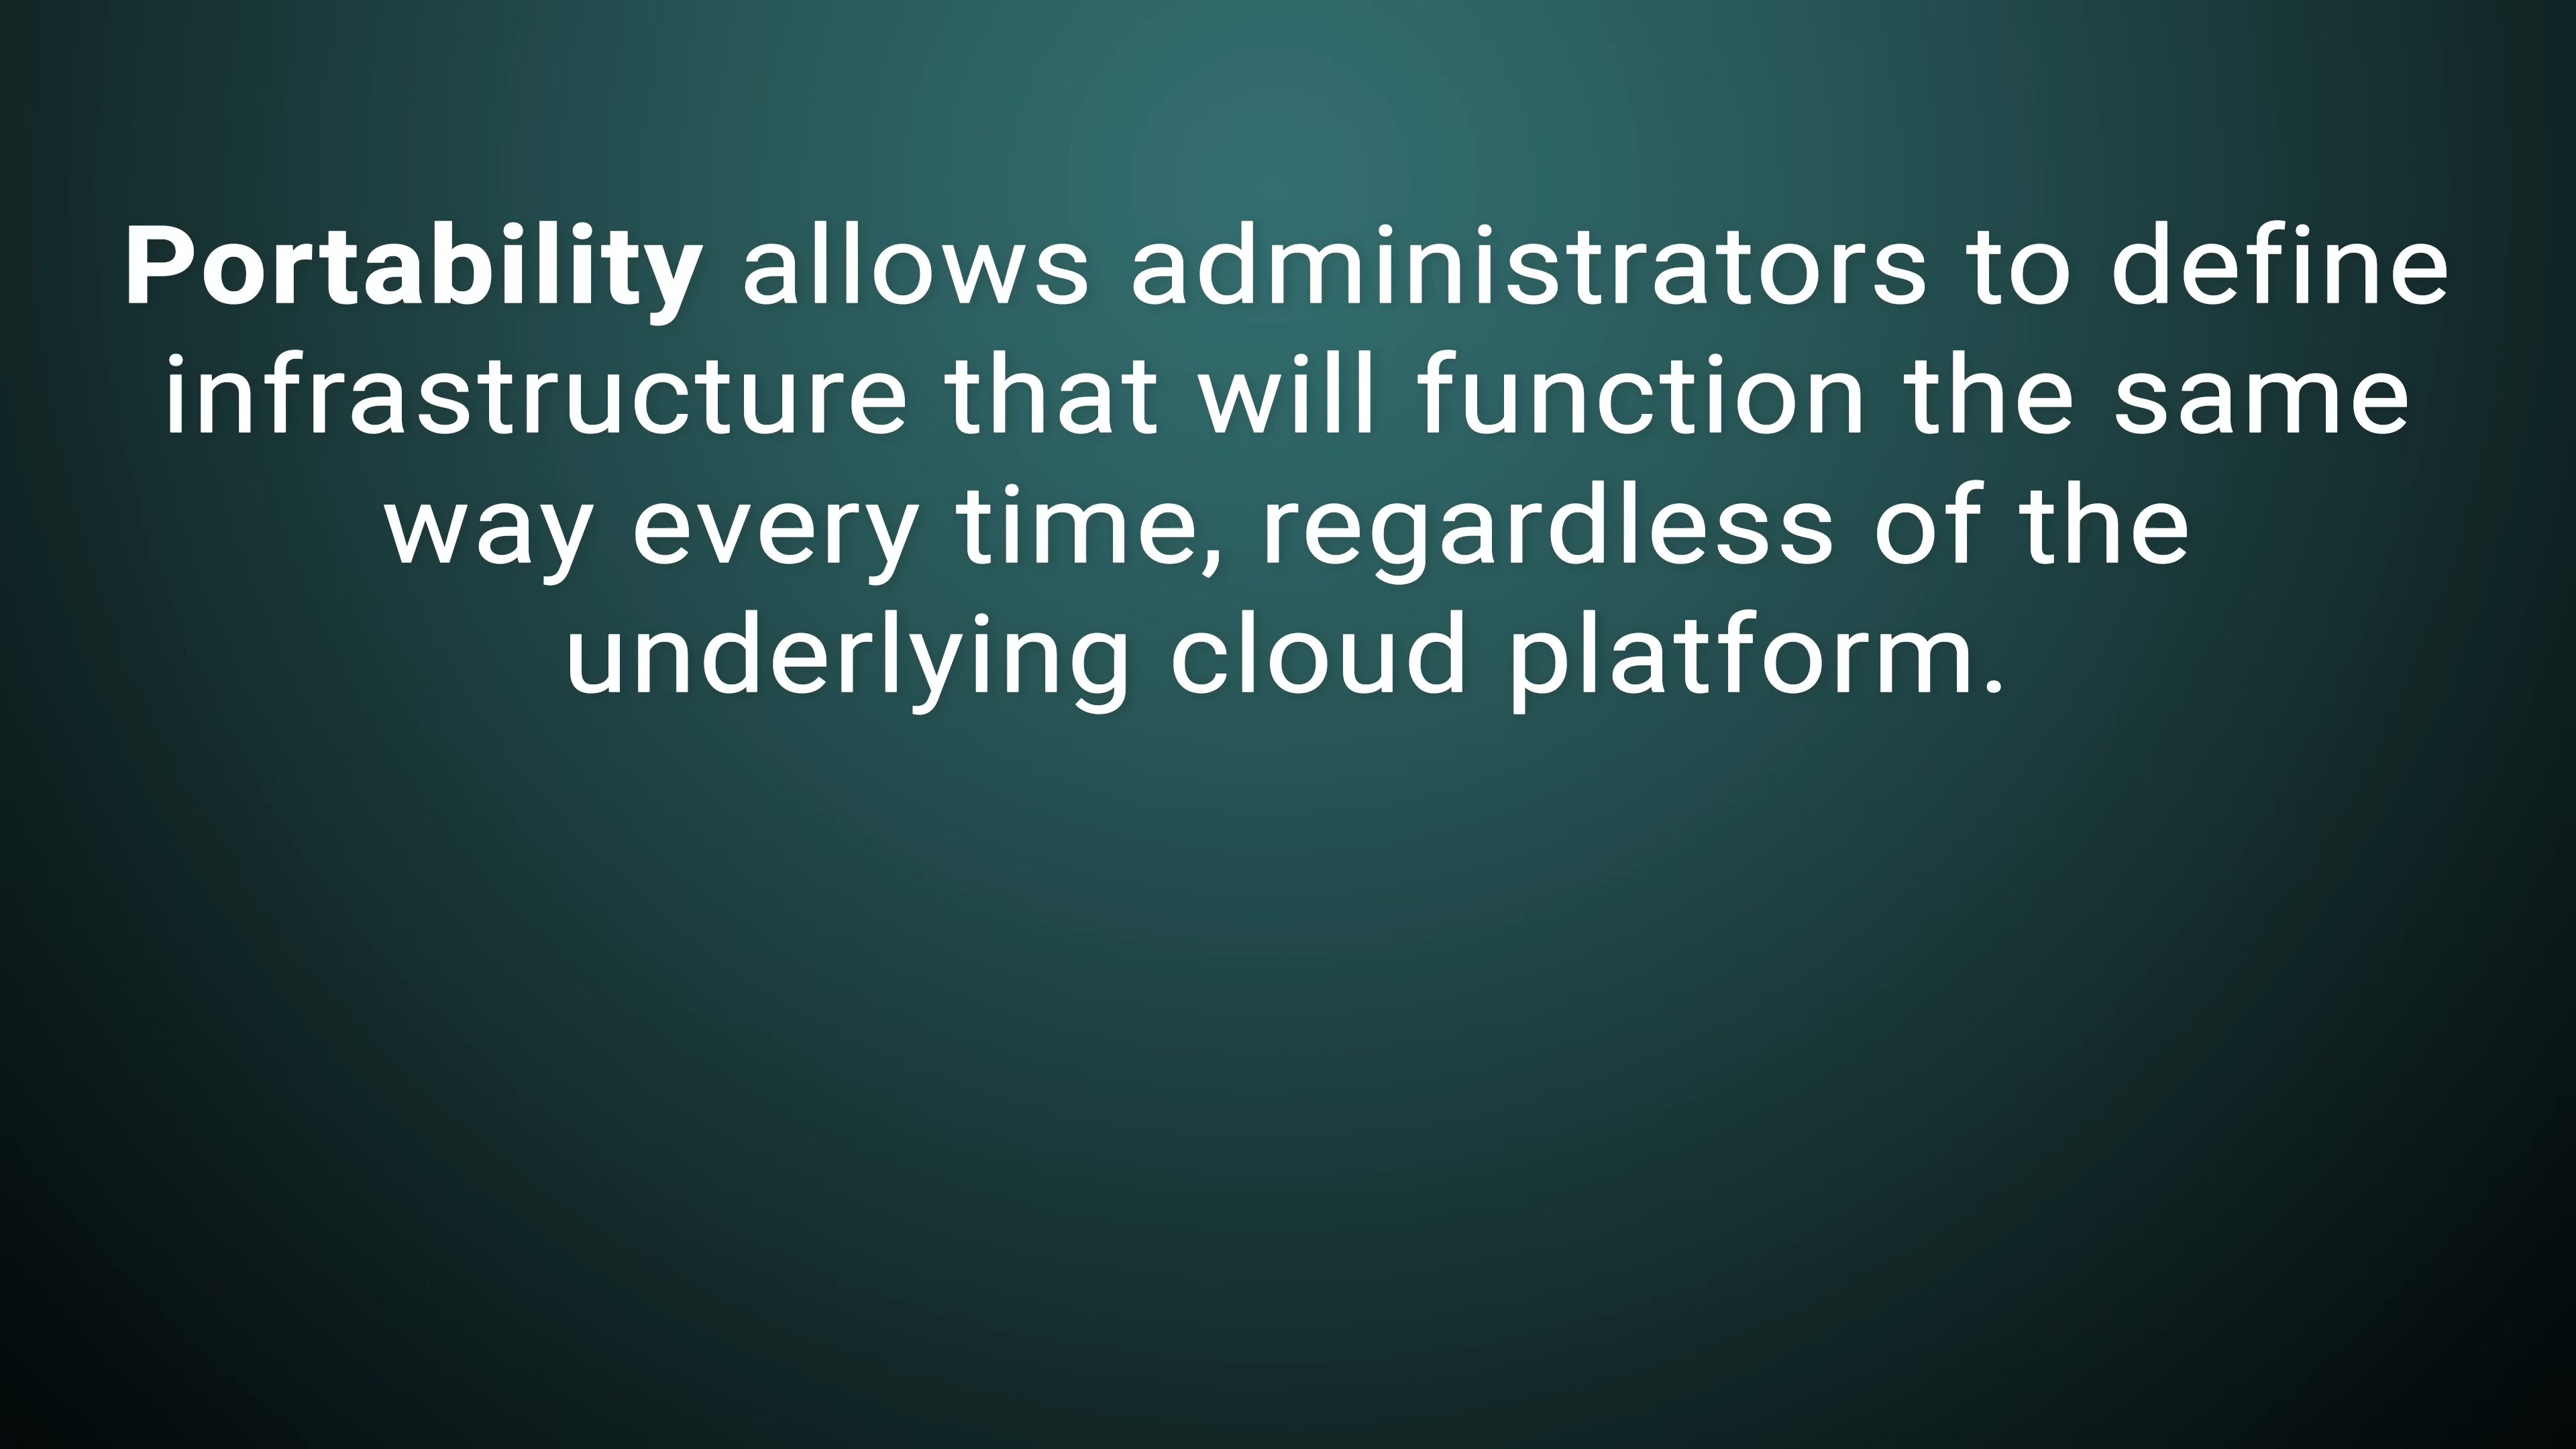 Portability allows administrators to define
infrastructure that will function the same
way every time, regardless of the
underlying cloud platform.